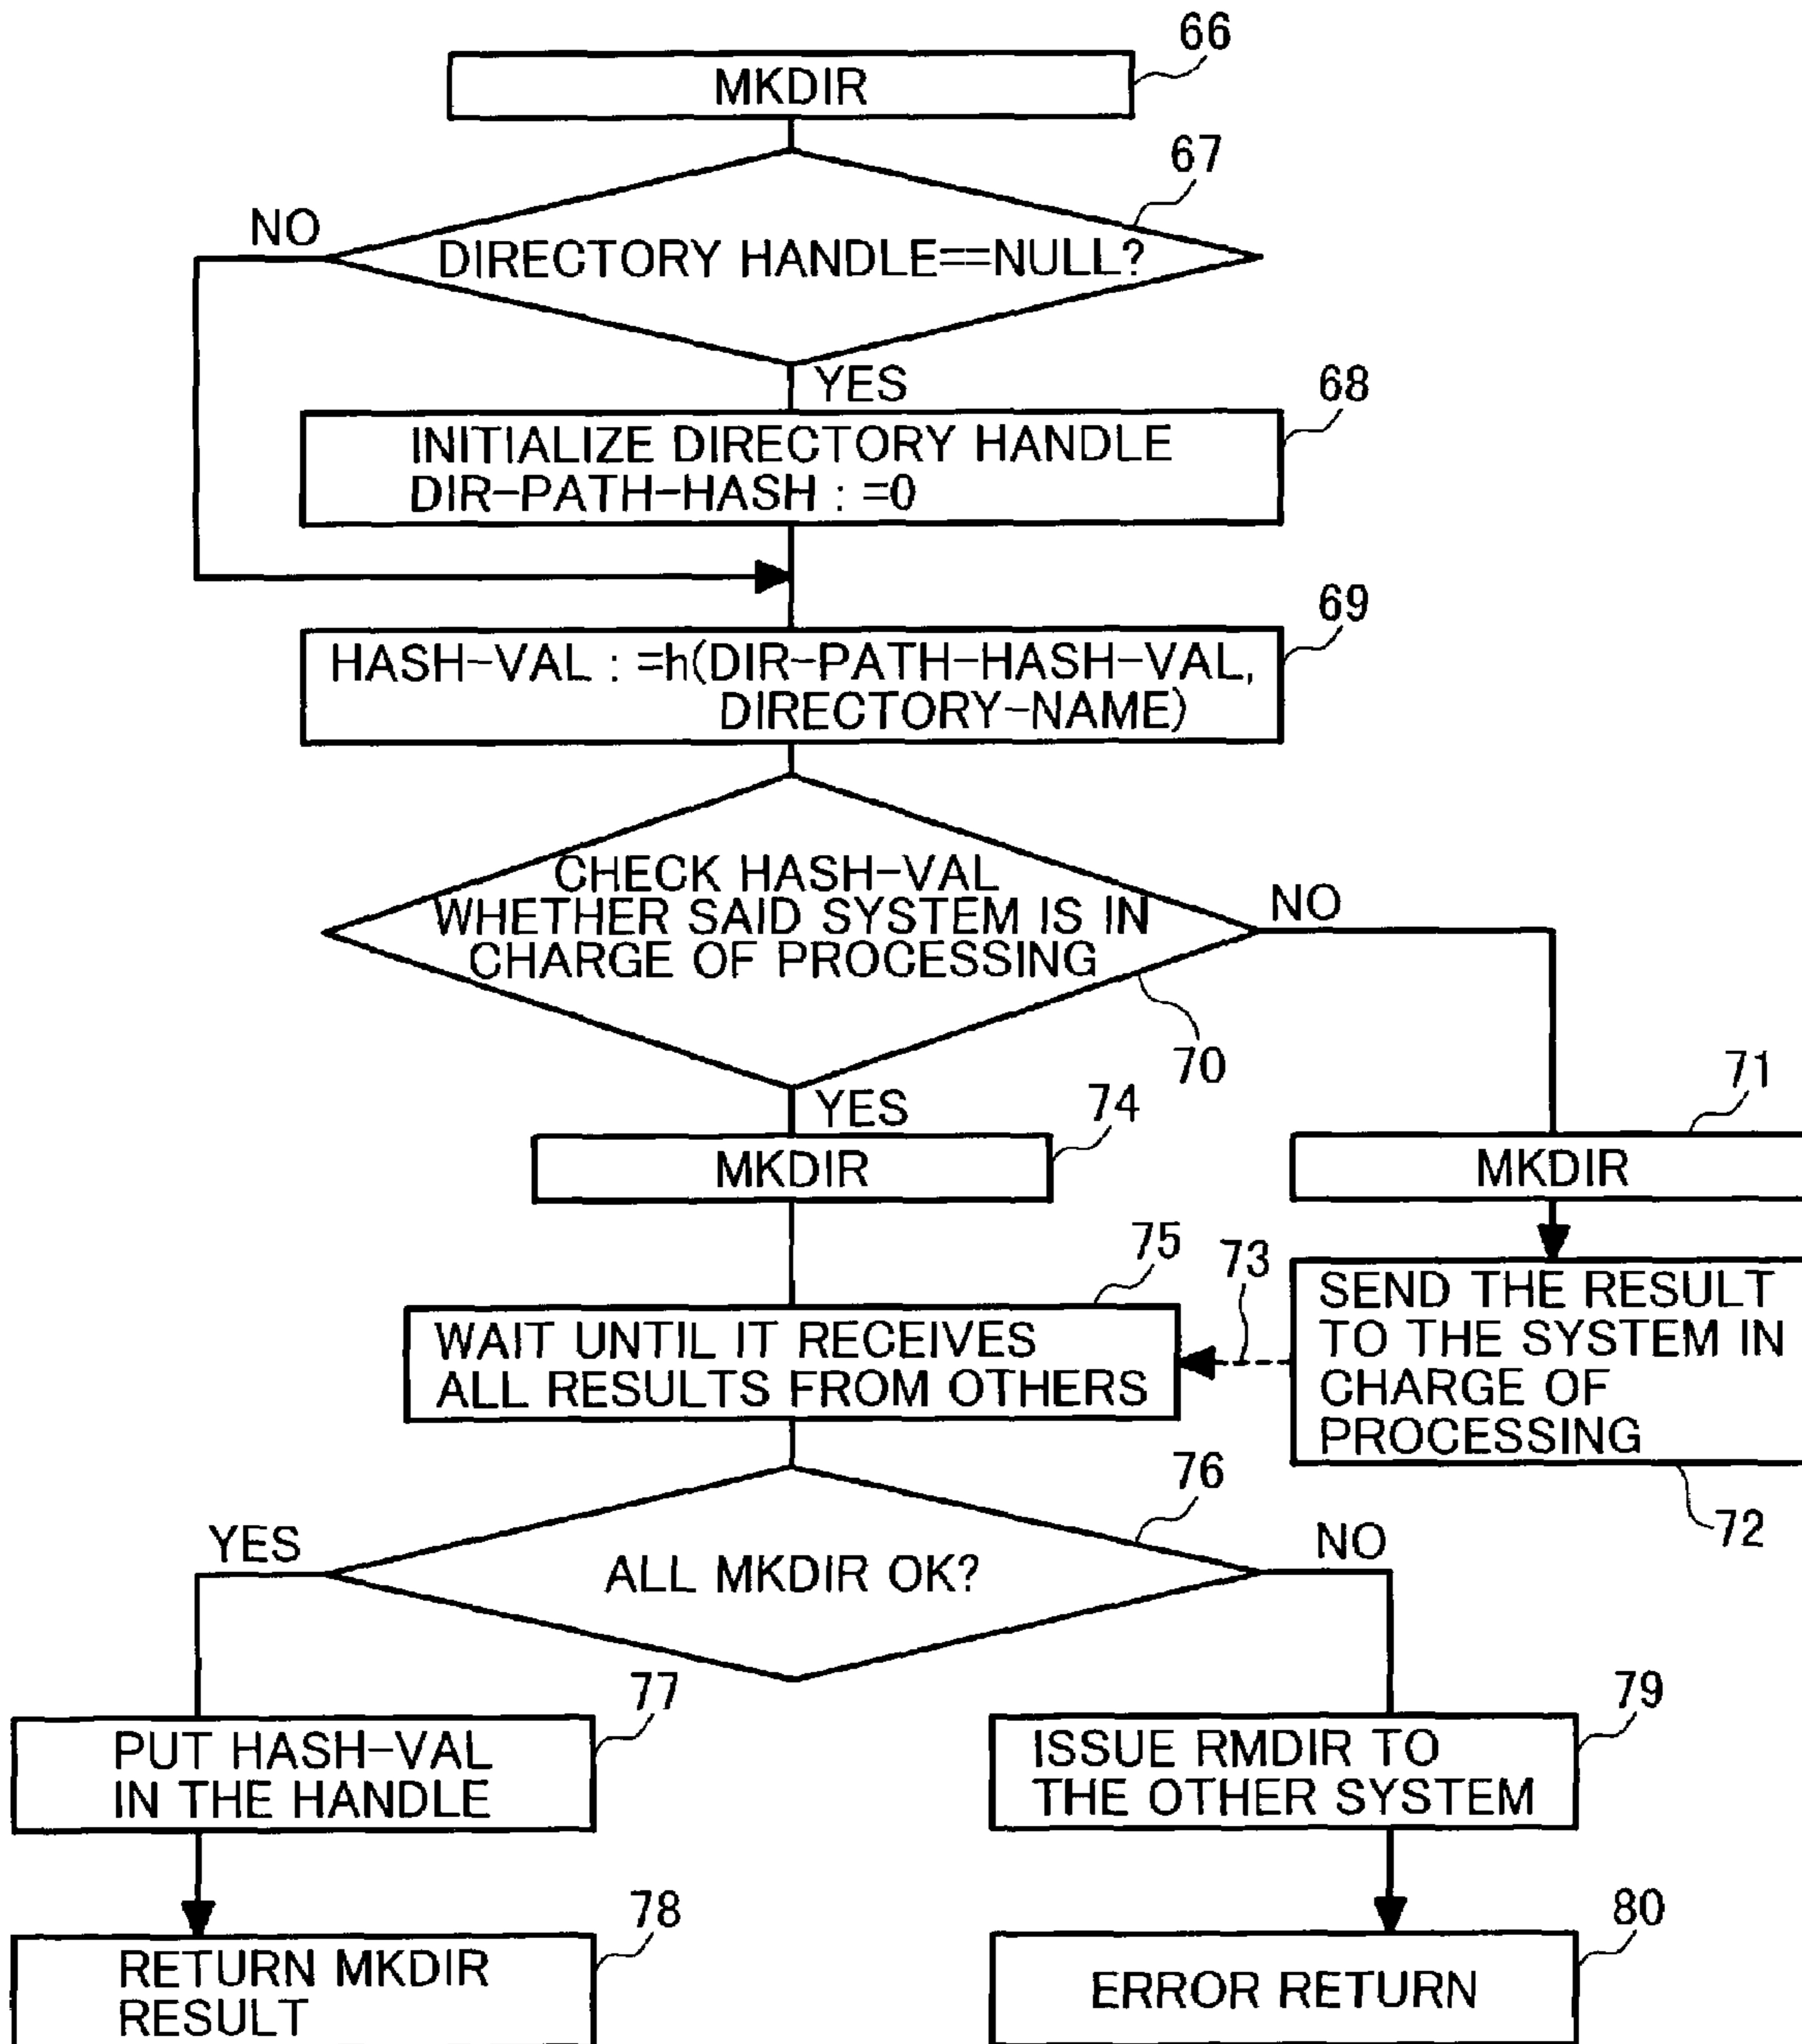 66
MKDIR
67
NO
DIRECTORY HANDLE==NULL?
YES
68
INITIALIZE DIRECTORY HANDLE
DIR-PATH-HASH : =0
69
HASH-VAL : =h(DIR-PATH-HASH-VAL,
DIRECTORY-NAME)
CHECK HASH-VAL
WHETHER SAID SYSTEM IS IN
CHARGE OF PROCESSING
NO
70
YES
74
MKDIR
71
MKDIR
75
WAIT UNTIL IT RECEIVES
ALL RESULTS FROM OTHERS
73
SEND THE RESULT
TO THE SYSTEM IN
CHARGE OF
PROCESSING
72
76
YES
ALL MKDIR OK?
NO
77
PUT HASH-VAL
IN THE HANDLE
79
ISSUE RMDIR TO
THE OTHER SYSTEM
78
RETURN MKDIR
RESULT
80
ERROR RETURN